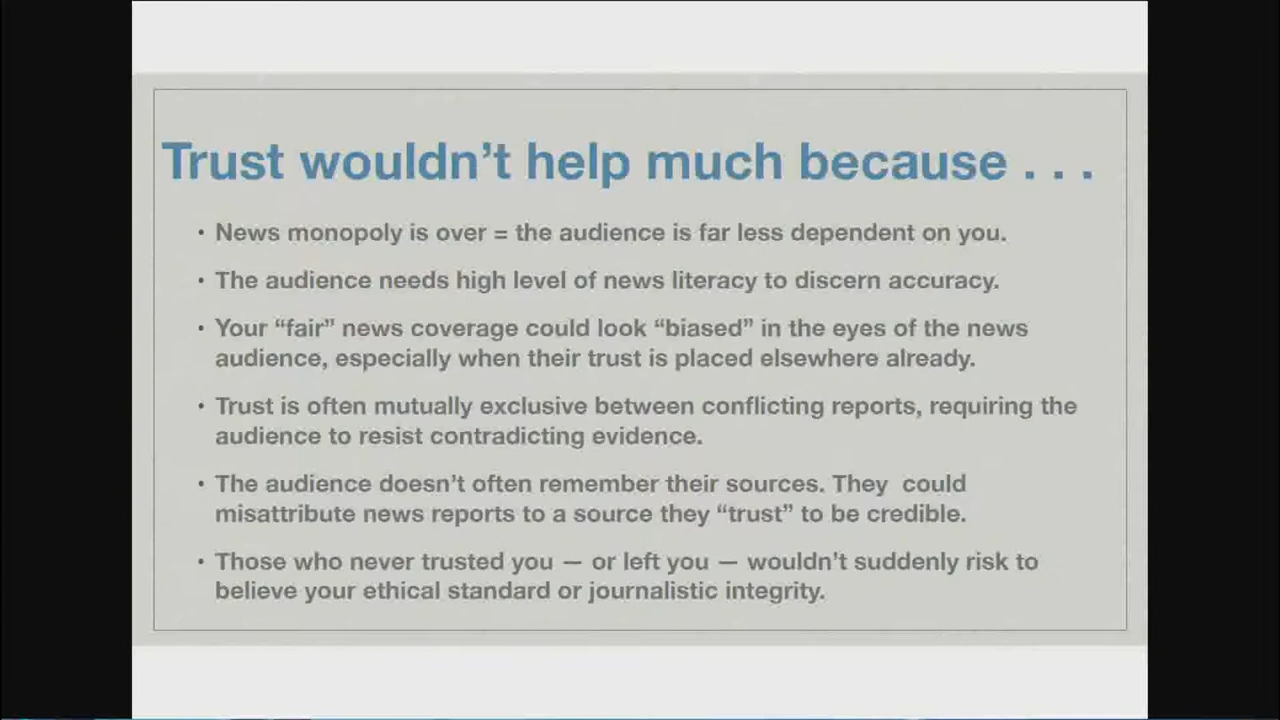 Trust wouldn’t help much because . . .
• News monopoly is over = the audience is far less dependent on you.
• The audience needs high level of news literacy to discern accuracy.
• Your “fair” news coverage could look “biased” in the eyes of the news
audience, especially when their trust is placed elsewhere already.
• Trust is often mutually exclusive between conflicting reports, requiring the
audience to resist contradicting evidence.
• The audience doesn’t often remember their sources. They  could
misattribute news reports to a source they “trust” to be credible.
• Those who never trusted you — or left you — wouldn’t suddenly risk to
believe your ethical standard or journalistic integrity.